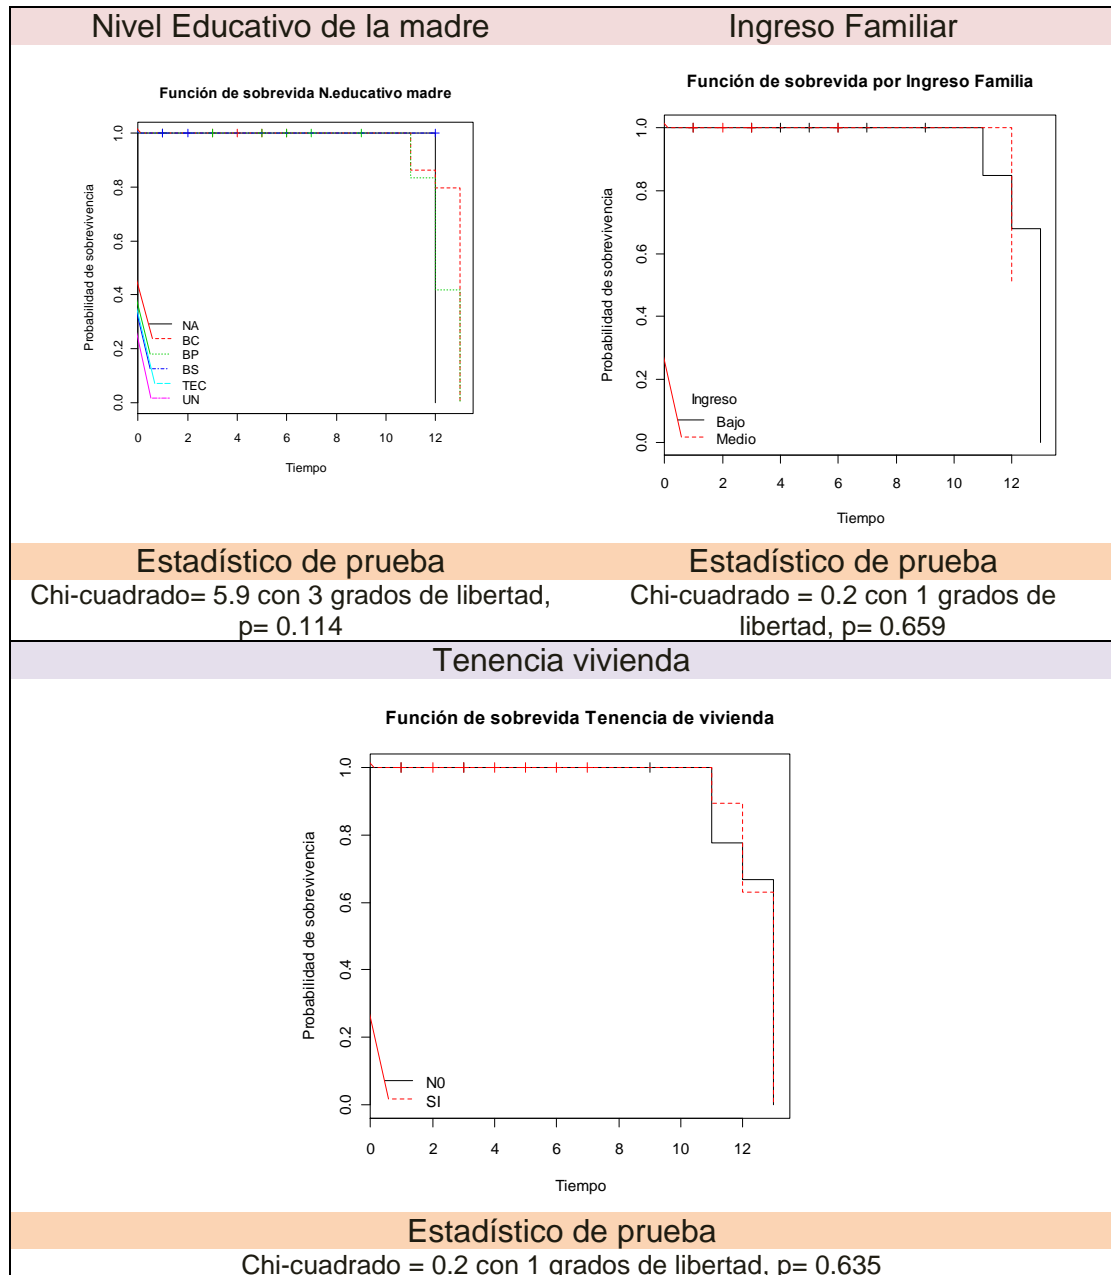 Nivel Educativo de la madre
Ingreso Familiar
Función de sobrevida N.educativo madre
Probabilidad de sobrevivencia
1.0
0.8
0.6
0.4
0.2
0.0
NA
BC
BP
BS
TEC
UN
0 2 4 6 8 10 12
Tiempo
Función de sobrevida por Ingreso Familia
Probabilidad de sobrevivencia
1.0
0.8
0.6
0.4
0.2
0.0
Ingreso
Bajo
Medio
0 2 4 6 8 10 12
Tiempo
Estadístico de prueba
Chi-cuadrado= 5.9 con 3 grados de libertad,
p= 0.114
Estadístico de prueba
Chi-cuadrado = 0.2 con 1 grados de
libertad, p= 0.659
Tenencia vivienda
Función de sobrevida Tenencia de vivienda
Probabilidad de sobrevivencia
1.0
0.8
0.6
0.4
0.2
0.0
N0
SI
0 2 4 6 8 10 12
Tiempo
Estadístico de prueba
Chi-cuadrado = 0.2 con 1 grados de libertad, p= 0.635